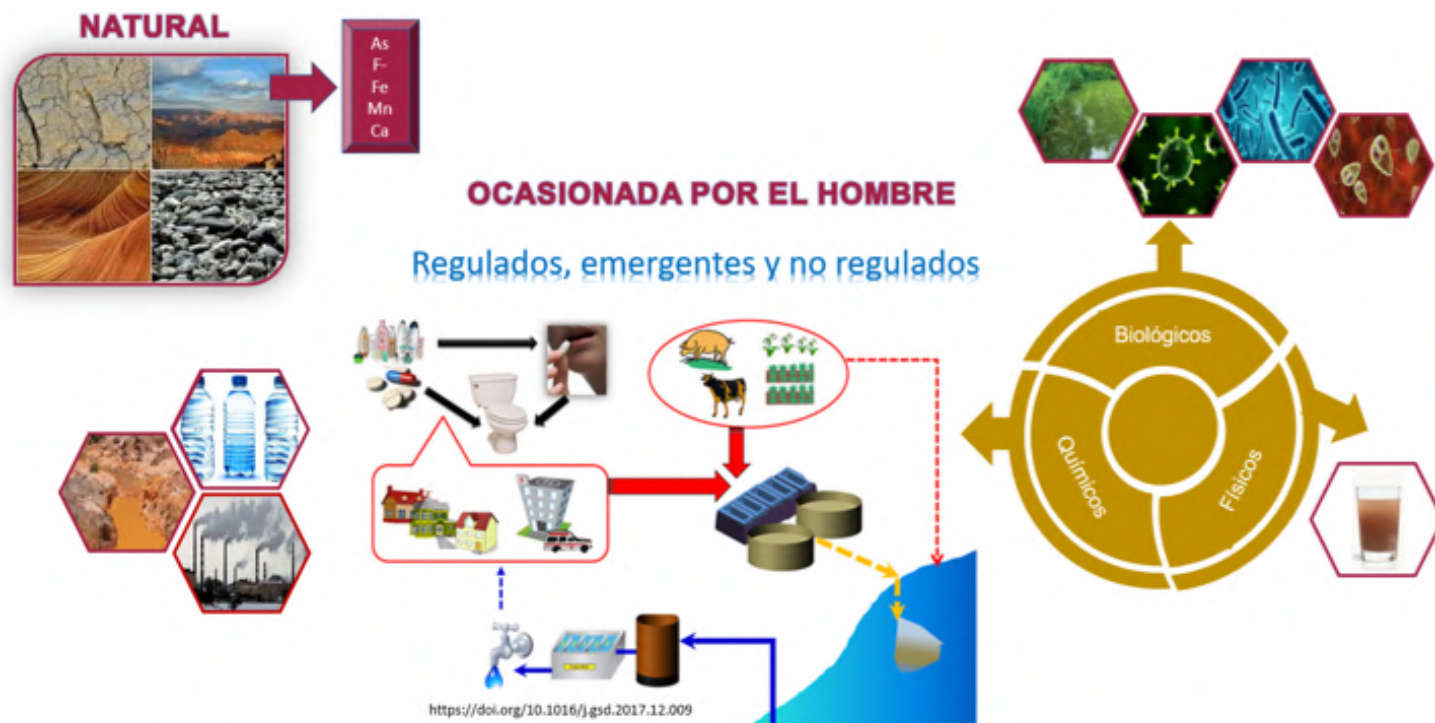 NATURAL
As
F-
Fe
Mn
Ca
OCASIONADA POR EL HOMBRE
Regulados, emergentes y no regulados
Biológicos
Químicos
Físicos
https://doi.org/10.1016/j.gsd.2017.12.009